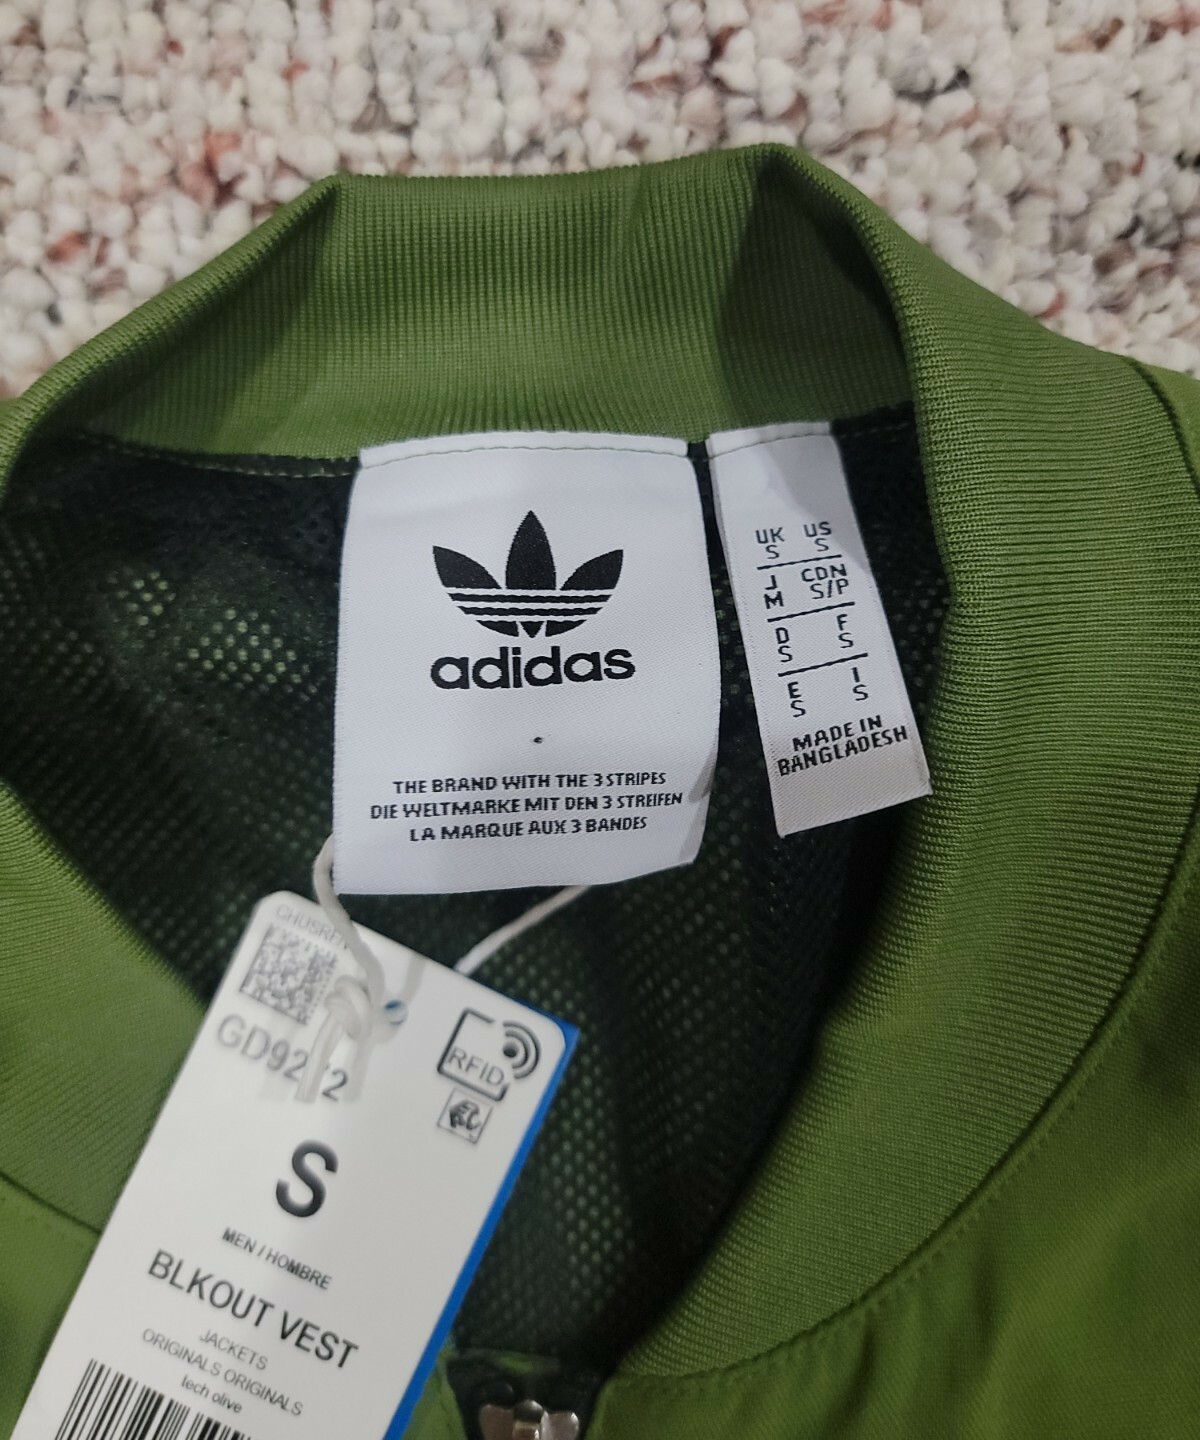 adidas
THE BRAND WITH THE 3 STRIPES
DIE WELTMARKE MIT DEN 3 STREIFEN
LA MARQUE AUX 3 BANDES
UK US
S S
J CDN
M S/P
D F
S S
E I
S S
MADE IN
BANGLADESH
RFID
S
MEN / HOMBRE
BLKOUT VEST
JACKETS
ORIGINALS ORIGINALS
tech olive